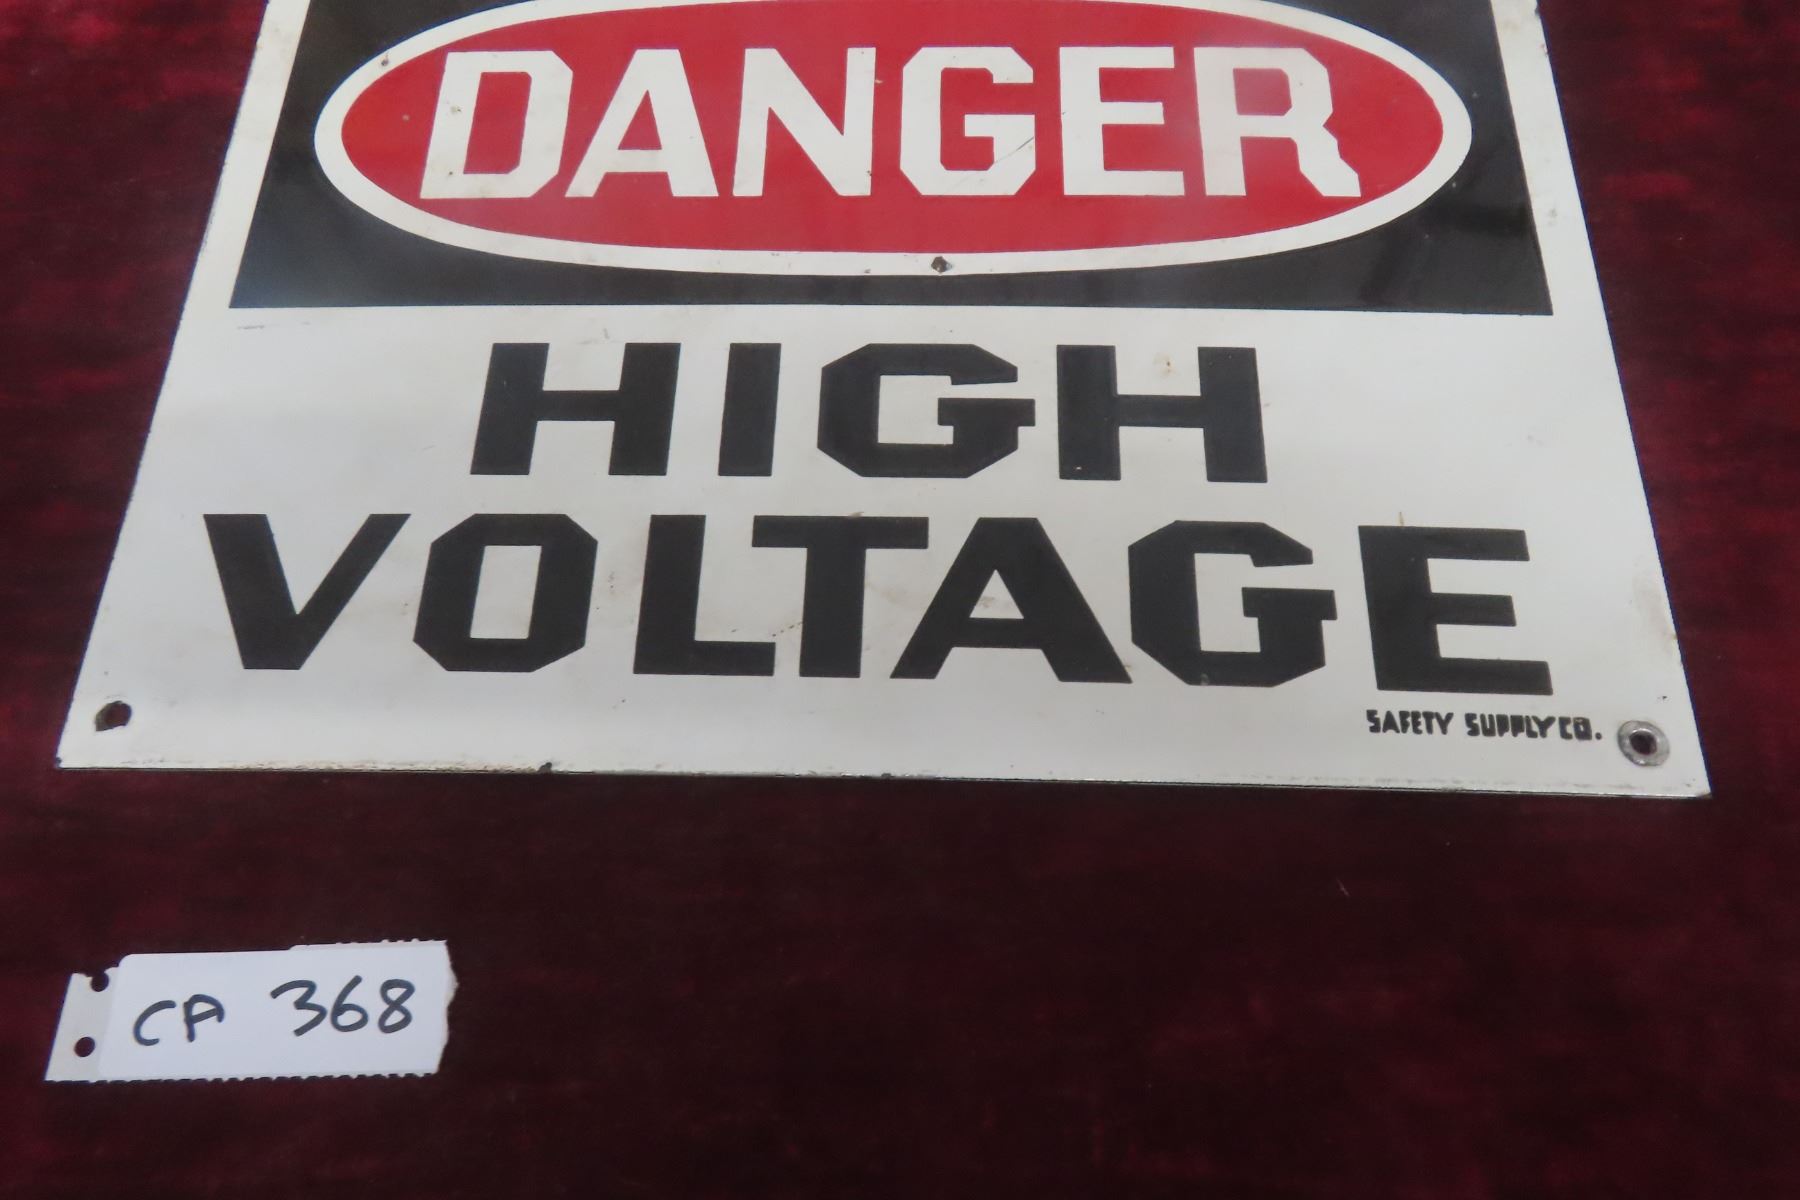 DANGER
HIGH
VOLTAGE
SAFETY SUPPLY CO.
CA 368